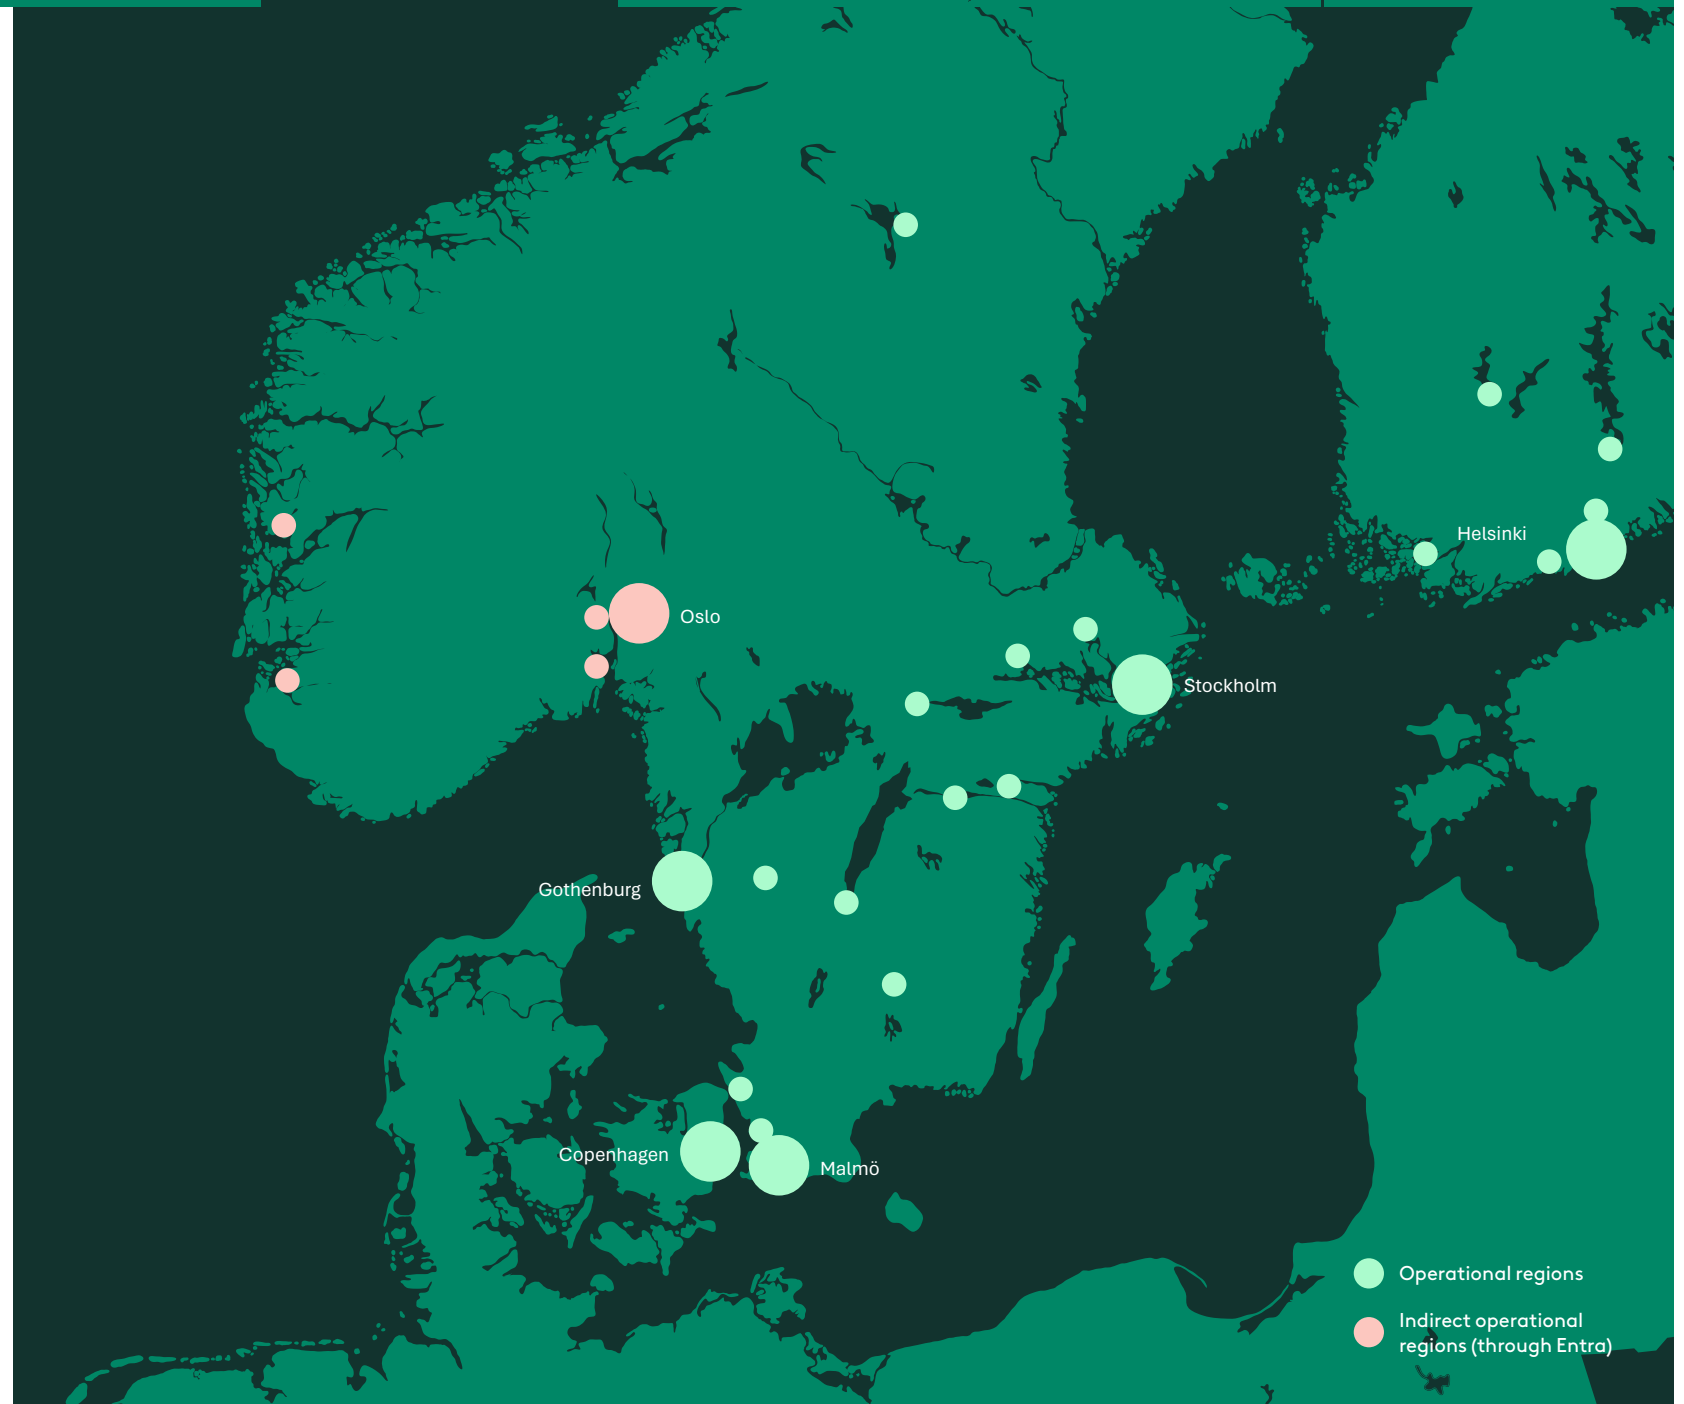 Helsinki
Oslo
Stockholm
Gothenburg
Copenhagen
Malmö
Operational regions
Indirect operational
regions (through Entra)